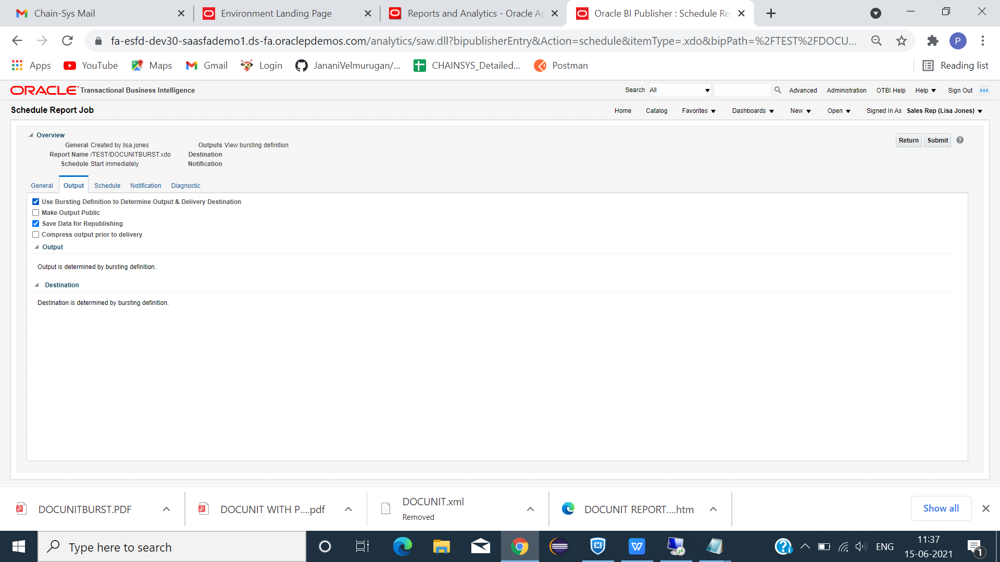 Chain-Sys Mail
Environment Landing Page
Reports and Analytics - Oracle Ap
Oracle BI Publisher : Schedule Re
fa-esfd-dev30-saasfademo1.ds-fa.oraclepdemos.com/analytics/saw.dll?bipublisherEntry&Action=schedule&itemType=.xdo&bipPath=%2FTEST%2FDOCU...
P
Apps YouTube Maps Gmail Login JananiVelmurugan/... CHAINSYS_Detailed... Postman Reading list
ORACLE Transactional Business Intelligence
Search All Advanced Administration OTBI Help Help Sign Out
Schedule Report Job
Home Catalog Favorites Dashboards New Open Signed In As Sales Rep (Lisa Jones)
Overview
General Created by lisa.jones
Report Name /TEST/DOCUNITBURST.xdo
Schedule Start immediately
Outputs View bursting definition
Destination
Notification
Return Submit ?
General Output Schedule Notification Diagnostic
Use Bursting Definition to Determine Output & Delivery Destination
Make Output Public
Save Data for Republishing
Compress output prior to delivery
Output
Output is determined by bursting definition.
Destination
Destination is determined by bursting definition.
DOCUNITBURST.PDF
DOCUNIT WITH P....pdf
DOCUNIT.xml
Removed
DOCUNIT REPORT....htm
Show all
Type here to search
ENG
11:37
15-06-2021
1